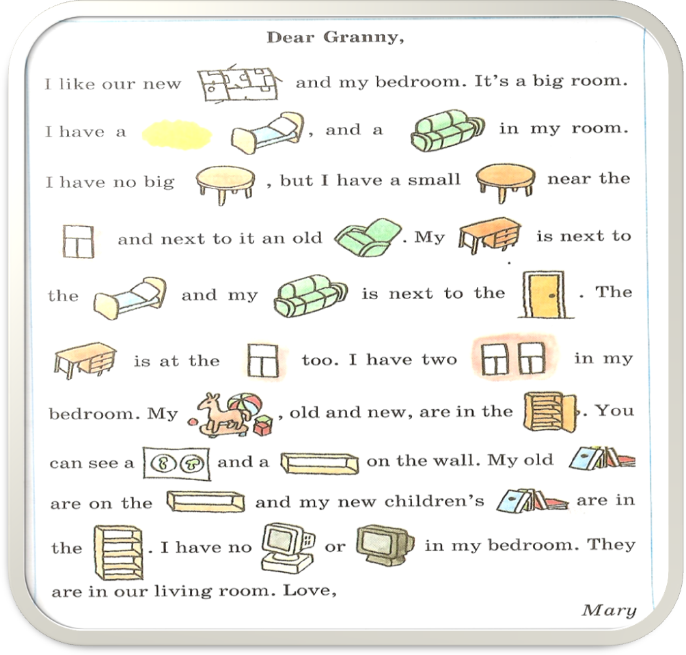 Dear Granny,
I like our new and my bedroom. It's a big room.
I have a , and a in my room.
I have no big , but I have a small near the
and next to it an old . My is next to
the and my is next to the . The
is at the too. I have two in my
bedroom. My , old and new, are in the . You
can see a and a on the wall. My old
are on the and my new children's are in
the . I have no or in my bedroom. They
are in our living room. Love,
Mary